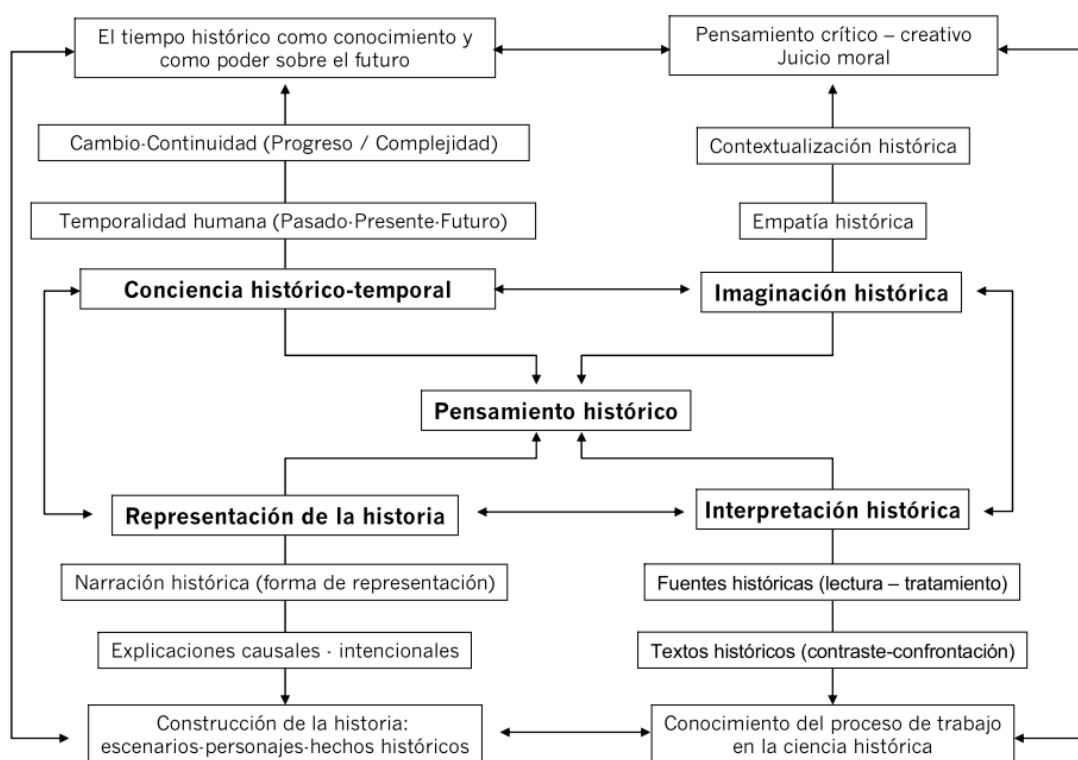 El tiempo histórico como conocimiento y
como poder sobre el futuro
Pensamiento crítico – creativo
Juicio moral
Cambio-Continuidad (Progreso / Complejidad)
Contextualización histórica
Temporalidad humana (Pasado-Presente-Futuro)
Empatía histórica
Conciencia histórico-temporal
Imaginación histórica
Pensamiento histórico
Representación de la historia
Interpretación histórica
Narración histórica (forma de representación)
Fuentes históricas (lectura – tratamiento)
Explicaciones causales - intencionales
Textos históricos (contraste-confrontación)
Construcción de la historia:
escenarios-personajes-hechos históricos
Conocimiento del proceso de trabajo
en la ciencia histórica